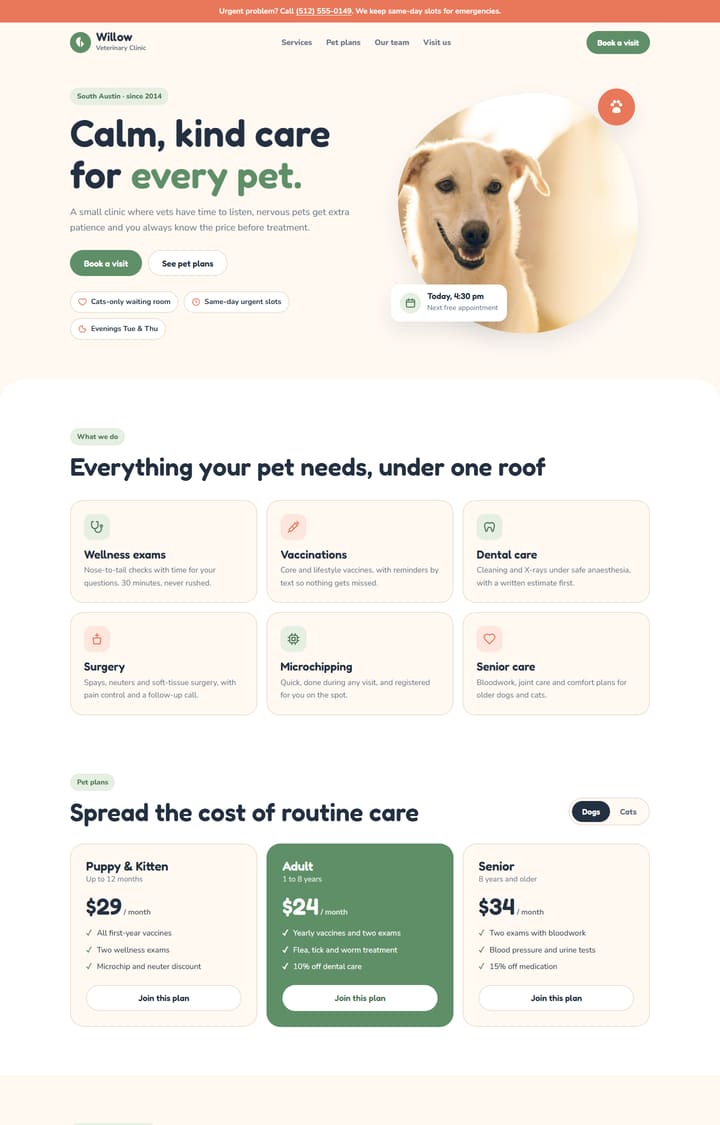 Urgent problem? Call (512) 555-0149. We keep same-day slots for emergencies.
Willow
Veterinary Clinic
Services
Pet plans
Our team
Visit us
Book a visit
South Austin · since 2014
Calm, kind care
for every pet.
A small clinic where vets have time to listen, nervous pets get extra
patience and you always know the price before treatment.
Book a visit
See pet plans
Cats-only waiting room
Same-day urgent slots
Evenings Tue & Thu
Today, 4:30 pm
Next free appointment
What we do
Everything your pet needs, under one roof
Wellness exams
Nose-to-tail checks with time for your
questions. 30 minutes, never rushed.
Vaccinations
Core and lifestyle vaccines, with reminders by
text so nothing gets missed.
Dental care
Cleaning and X-rays under safe anaesthesia,
with a written estimate first.
Surgery
Spays, neuters and soft-tissue surgery, with
pain control and a follow-up call.
Microchipping
Quick, done during any visit, and registered
for you on the spot.
Senior care
Bloodwork, joint care and comfort plans for
older dogs and cats.
Pet plans
Spread the cost of routine care
Dogs
Cats
Puppy & Kitten
Up to 12 months
$29 / month
All first-year vaccines
Two wellness exams
Microchip and neuter discount
Join this plan
Adult
1 to 8 years
$24 / month
Yearly vaccines and two exams
Flea, tick and worm treatment
10% off dental care
Join this plan
Senior
8 years and older
$34 / month
Two exams with bloodwork
Blood pressure and urine tests
15% off medication
Join this plan